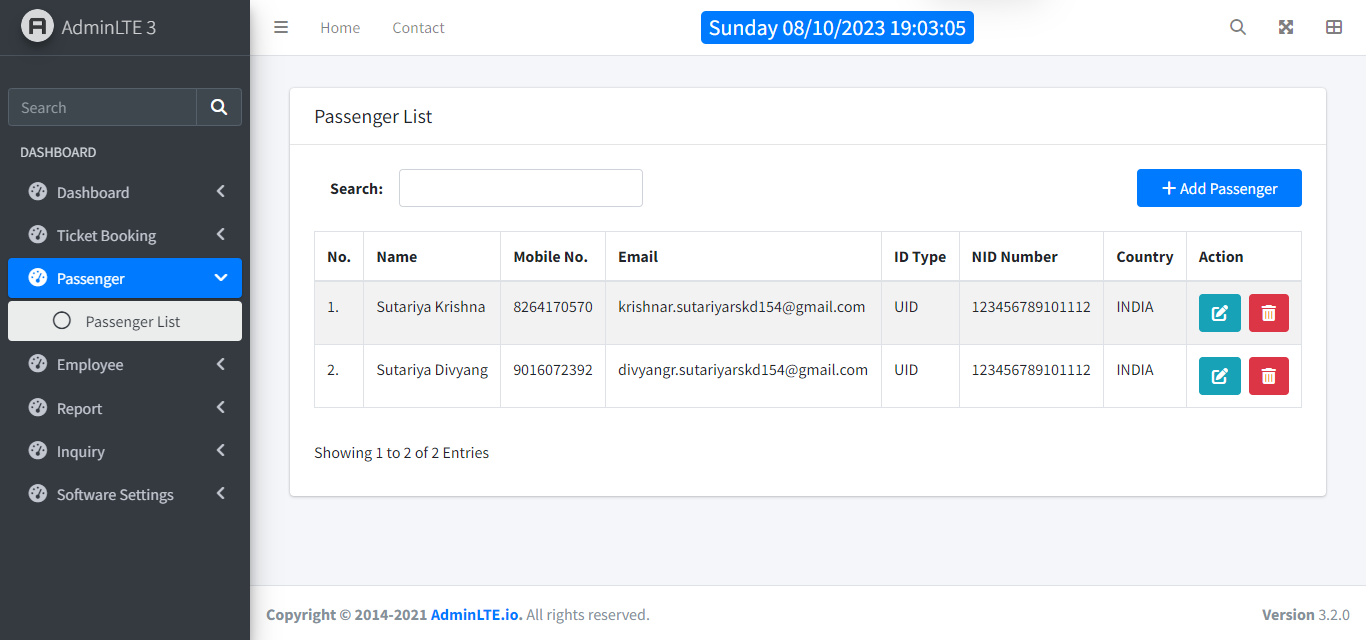 AdminLTE 3
Home
Contact
Sunday 08/10/2023 19:03:05
Search
DASHBOARD
Dashboard
Ticket Booking
Passenger
Passenger List
Employee
Report
Inquiry
Software Settings
Passenger List
Search:
Add Passenger
No. Name Mobile No. Email ID Type NID Number Country Action
1. Sutariya Krishna 8264170570 krishnar.sutariyarskd154@gmail.com UID 123456789101112 INDIA
2. Sutariya Divyang 9016072392 divyangr.sutariyarskd154@gmail.com UID 123456789101112 INDIA
Showing 1 to 2 of 2 Entries
Copyright © 2014-2021 AdminLTE.io. All rights reserved.
Version 3.2.0